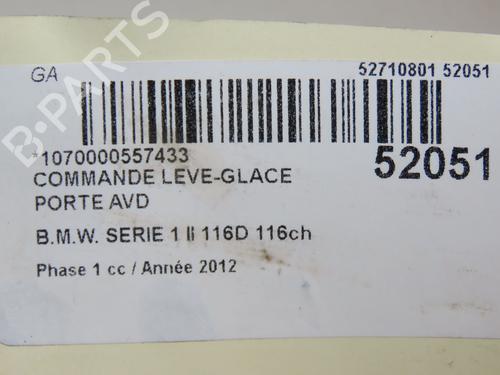 GA
52710801 52051
*1070000557433
52051
COMMANDE LEVE-GLACE
PORTE AVD
B.M.W. SERIE 1 II 116D 116ch
Phase 1 cc / Année 2012
B-PARTS